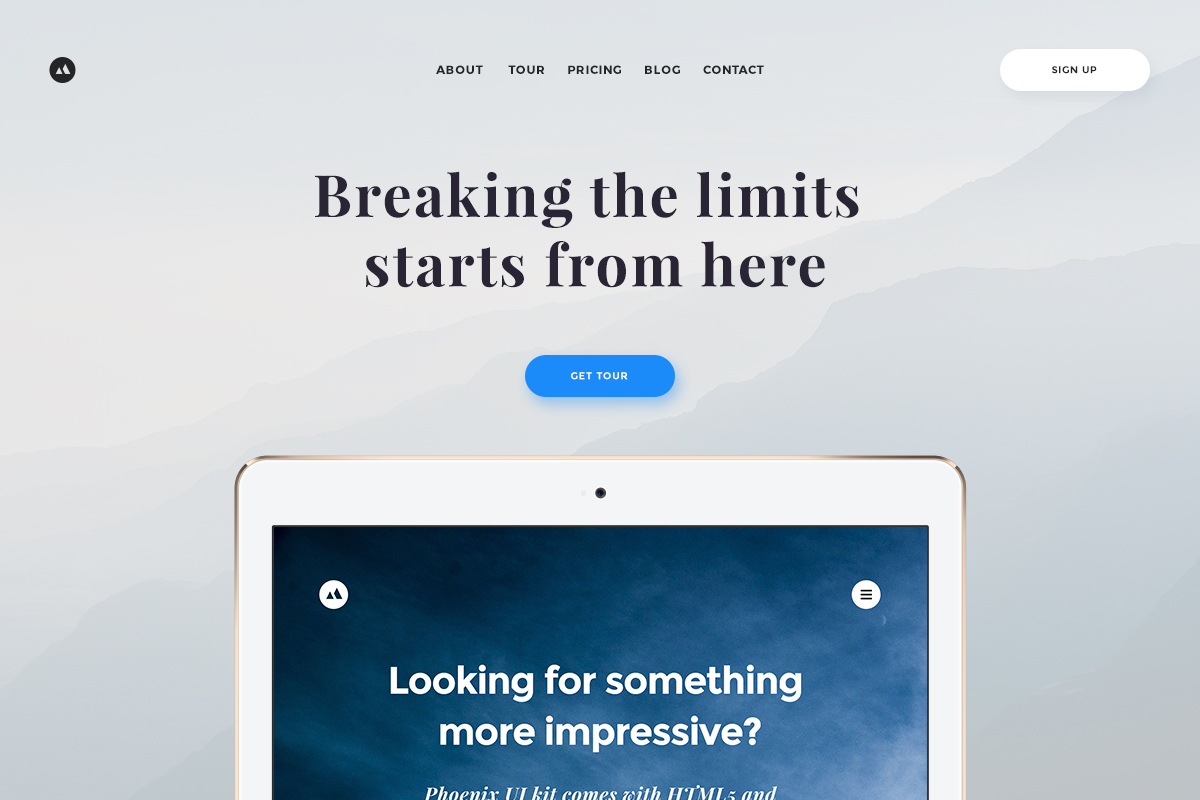 ABOUT TOUR PRICING BLOG CONTACT SIGN UP
Breaking the limits
starts from here
GET TOUR
Looking for something
more impressive?
Phoenix UI kit comes with HTML5 and